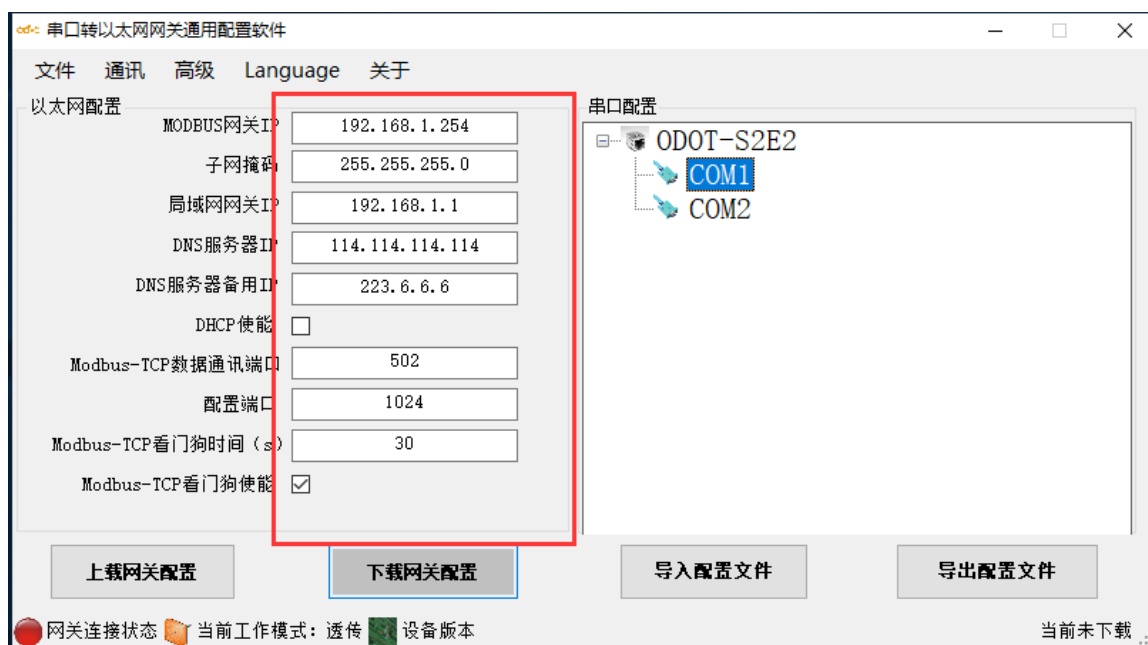 串口转以太网网关通用配置软件
文件 通讯 高级 Language 关于
以太网配置
MODBUS网关IP 192.168.1.254
子网掩码 255.255.255.0
局域网网关IP 192.168.1.1
DNS服务器IP 114.114.114.114
DNS服务器备用IP 223.6.6.6
DHCP使能
Modbus-TCP数据通讯端口 502
配置端口 1024
Modbus-TCP看门狗时间（s） 30
Modbus-TCP看门狗使能
串口配置
ODOT-S2E2
COM1
COM2
上载网关配置 下载网关配置 导入配置文件 导出配置文件
网关连接状态 当前工作模式：透传 设备版本 当前未下载